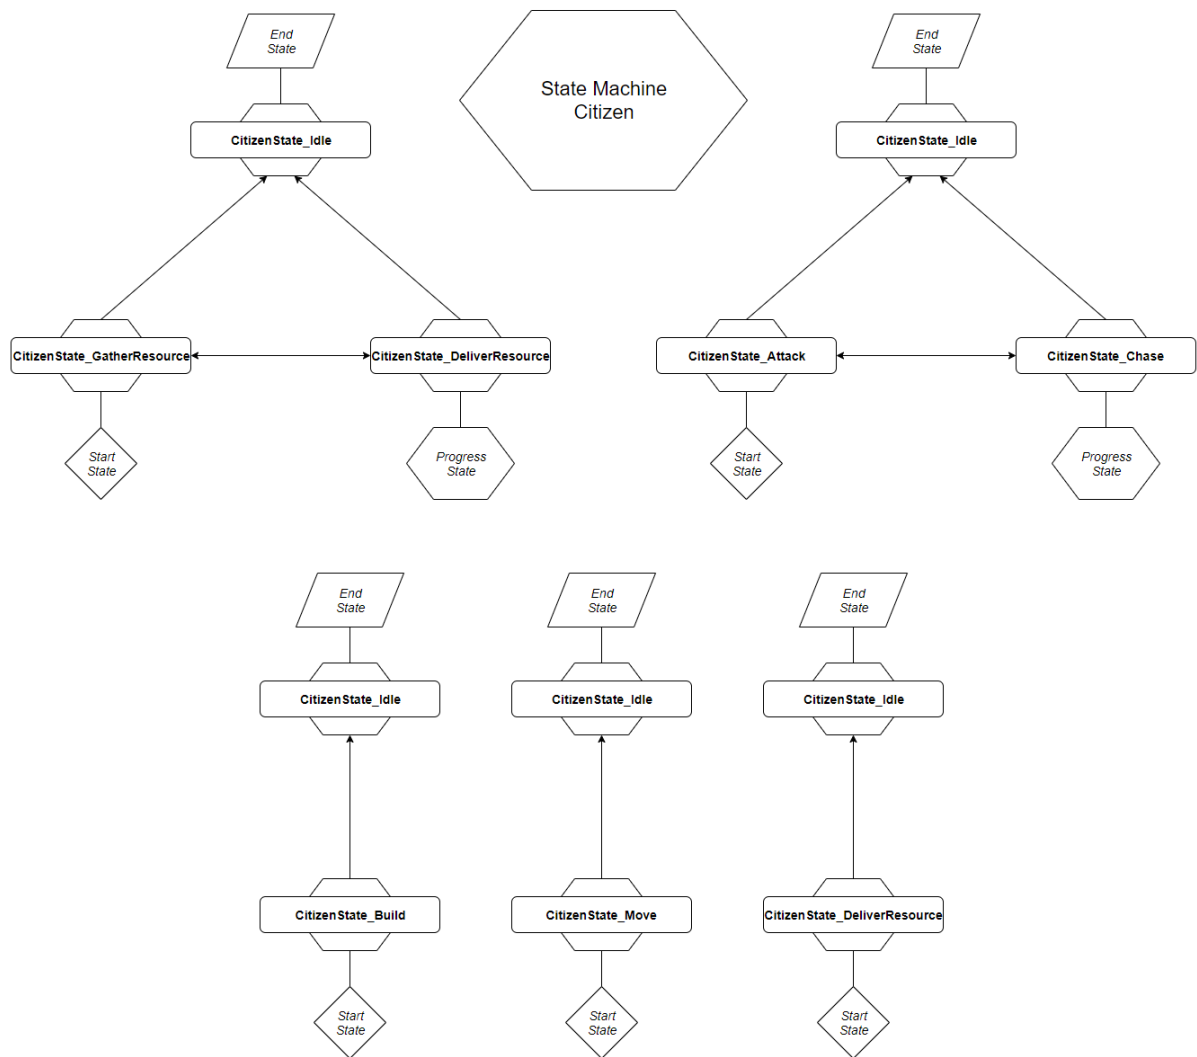 End
State
State Machine
Citizen
End
State
CitizenState_Idle
CitizenState_Idle
CitizenState_GatherResource
CitizenState_DeliverResource
CitizenState_Attack
CitizenState_Chase
Start
State
Progress
State
Start
State
Progress
State
End
State
End
State
End
State
CitizenState_Idle
CitizenState_Idle
CitizenState_Idle
CitizenState_Build
CitizenState_Move
CitizenState_DeliverResource
Start
State
Start
State
Start
State